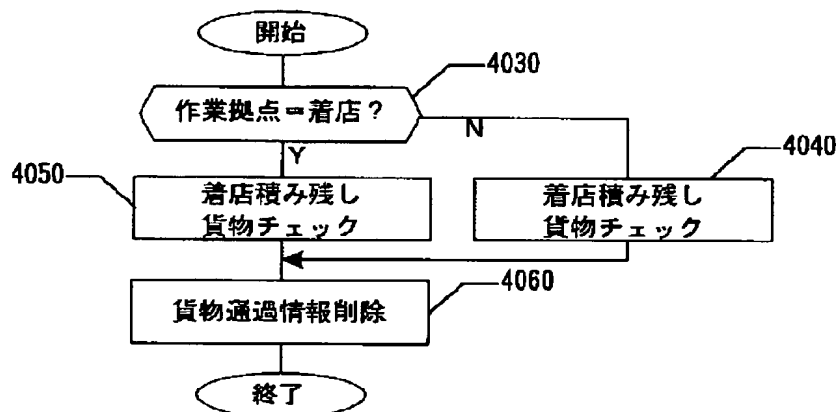 開始
4030
作業拠点=着店?
N
Y
4040
4050
着店積み残し
貨物チェック
着店積み残し
貨物チェック
4060
貨物通過情報削除
終了